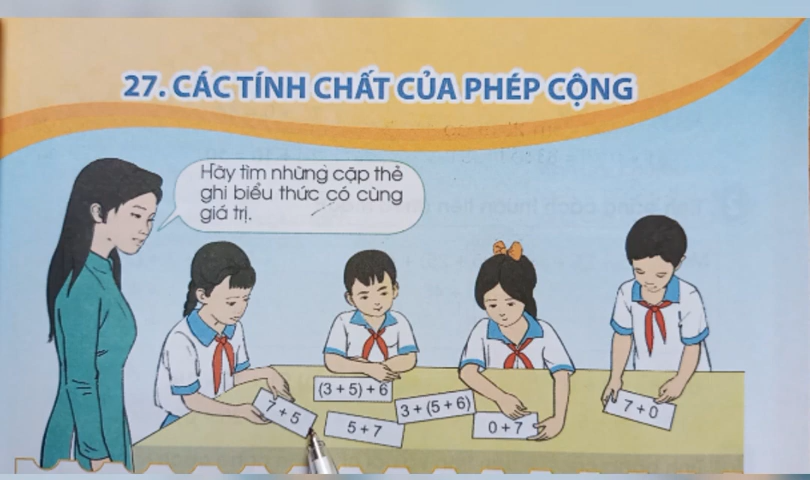 27. CÁC TÍNH CHẤT CỦA PHÉP CỘNG
Hãy tìm những cặp thẻ
ghi biểu thức có cùng
giá trị.
(3 + 5) + 6
7 + 5
5 + 7
3 + (5 + 6)
0 + 7
7 + 0